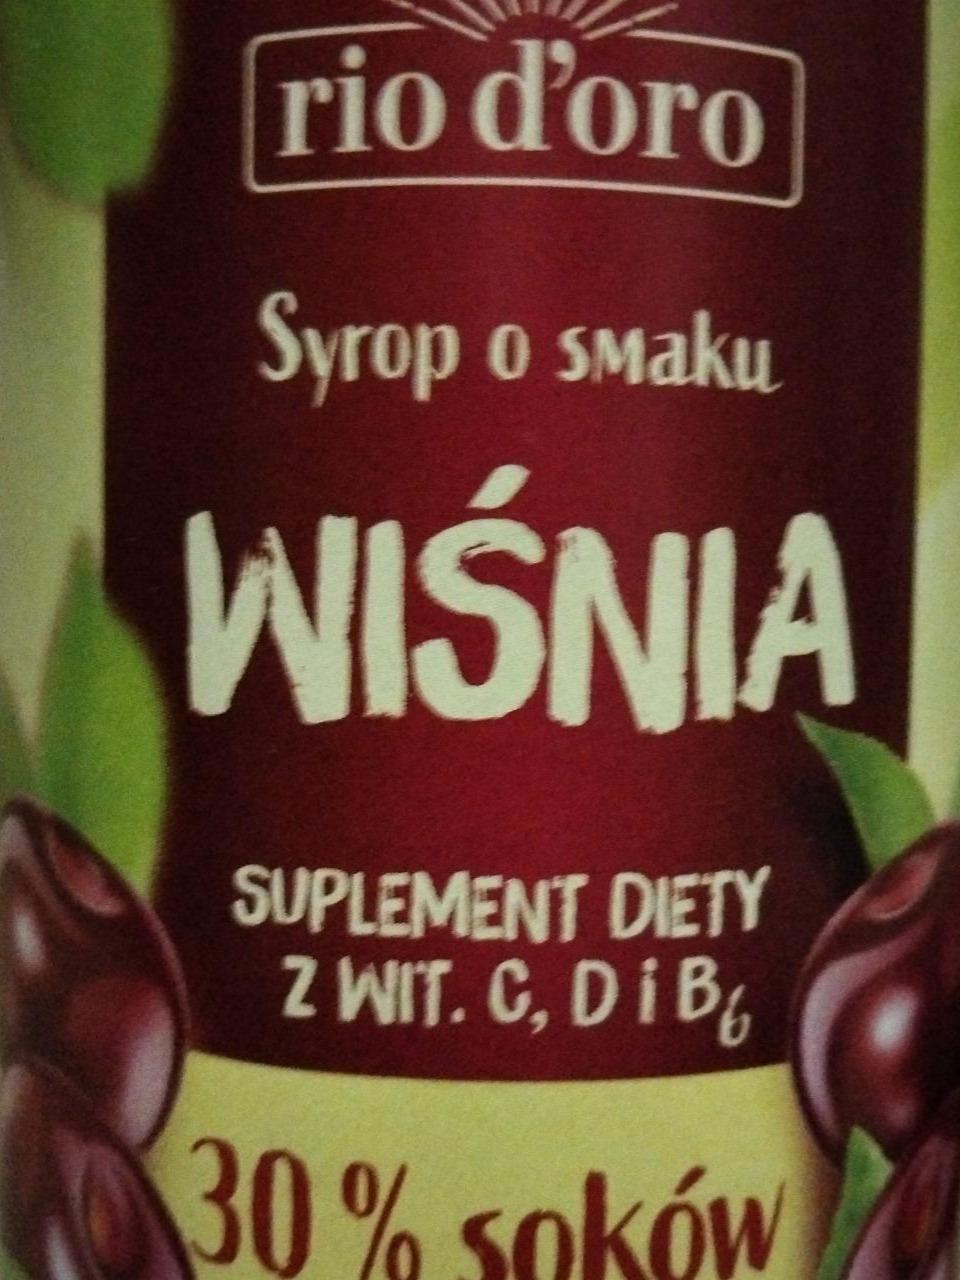 rio d'oro
Syrop o smaku
WIŚNIA
SUPLEMENT DIETY
Z WIT. C, D i B₆
30% soków